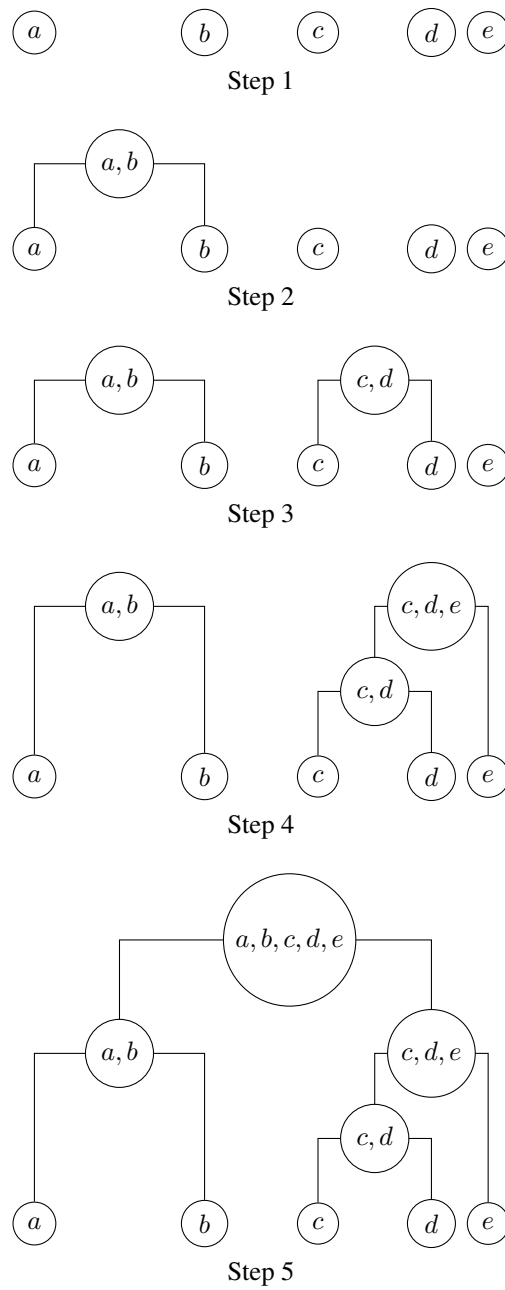 a b c d e
Step 1
a, b
a b c d e
Step 2
a, b c, d
a b c d e
Step 3
a, b c, d, e
c, d
a b c d e
Step 4
a, b, c, d, e
a, b c, d, e
c, d
a b c d e
Step 5